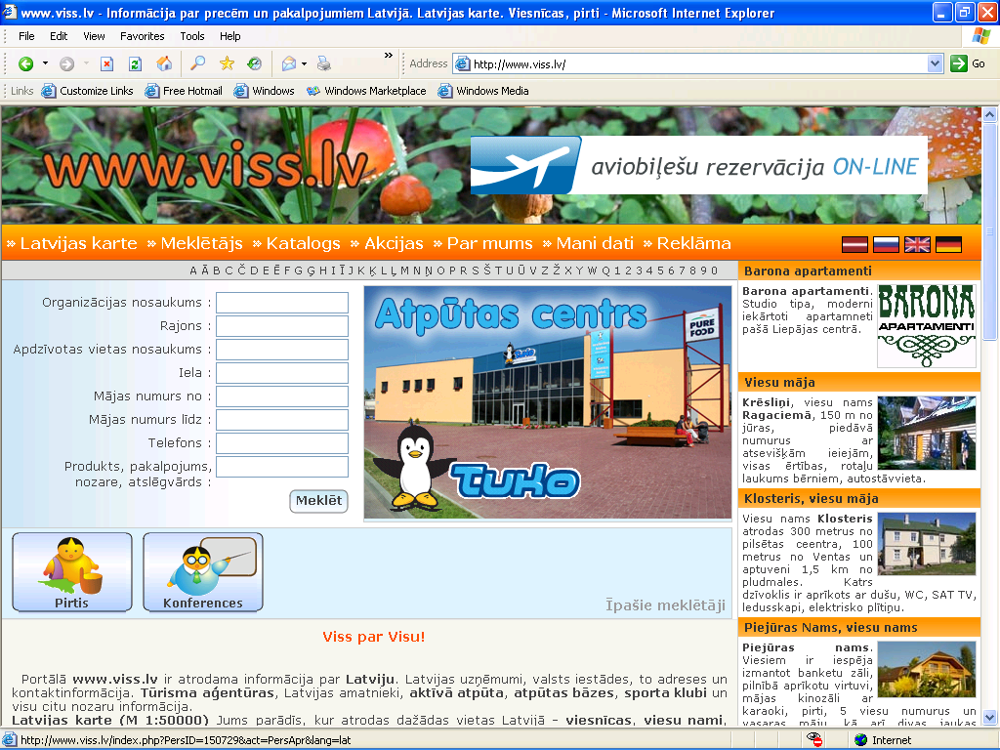 www.viss.lv - Informācija par precēm un pakalpojumiem Latvijā. Latvijas karte. Viesnīcas, pirti - Microsoft Internet Explorer
File Edit View Favorites Tools Help
»
Address http://www.viss.lv/ Go
Links Customize Links Free Hotmail Windows Windows Marketplace Windows Media
www.viss.lv
aviobiļešu rezervācija ON-LINE
» Latvijas karte » Meklētājs » Katalogs » Akcijas » Par mums » Mani dati » Reklāma
A Ā B C Č D E Ē F G Ģ H I Ī J K Ķ L Ļ M N Ņ O P R S Š T U Ū V Z Ž X Y W Q 1 2 3 4 5 6 7 8 9 0
Organizācijas nosaukums :
Rajons :
Apdzīvotas vietas nosaukums :
Iela :
Mājas numurs no :
Mājas numurs līdz :
Telefons :
Produkts, pakalpojums,
nozare, atslēgvārds :
Meklēt
Atpūtas centrs
PURE
FOOD
Tuko
Tuko
Pirtis
Konferences
Īpašie meklētāji
Viss par Visu!
Portālā www.viss.lv ir atrodama informācija par Latviju. Latvijas uzņēmumi, valsts iestādes, to adreses un
kontaktinformācija. Tūrisma aģentūras, Latvijas amatnieki, aktīvā atpūta, atpūtas bāzes, sporta klubi un
visu citu nozaru informācija.
Latvijas karte (M 1:50000) Jums parādīs, kur atrodas dažādas vietas Latvijā - viesnīcas, viesu nami,
Barona apartamenti
Barona apartamenti.
Studio tipa, moderni
iekārtoti apartamneti
pašā Liepājas centrā.
BARONA
APARTAMENTI
Viesu māja
Krēsliņi, viesu nams
Ragaciemā, 150 m no
jūras, piedāvā
numurus ar
atsevišķām ieiejām,
visas ērtības, rotaļu
laukums bērniem, autostāvvieta.
Klosteris, viesu māja
Viesu nams Klosteris
atrodas 300 metrus no
pilsētas ceentra, 100
metrus no Ventas un
aptuveni 1,5 km no
pludmales. Katrs
dzīvoklis ir aprīkots ar dušu, WC, SAT TV,
ledusskapi, elektrisko plītiņu.
Piejūras Nams, viesu nams
Piejūras nams.
Viesiem ir iespēja
izmantot banketu zāli,
pilnībā aprīkotu virtuvi,
mājas kinozāli ar
karaoki, pirti, 5 viesu numurus un
vasaras māju, kā arī divas jaukas
http://www.viss.lv/index.php?PersID=150729&act=PersApr&lang=lat
Internet